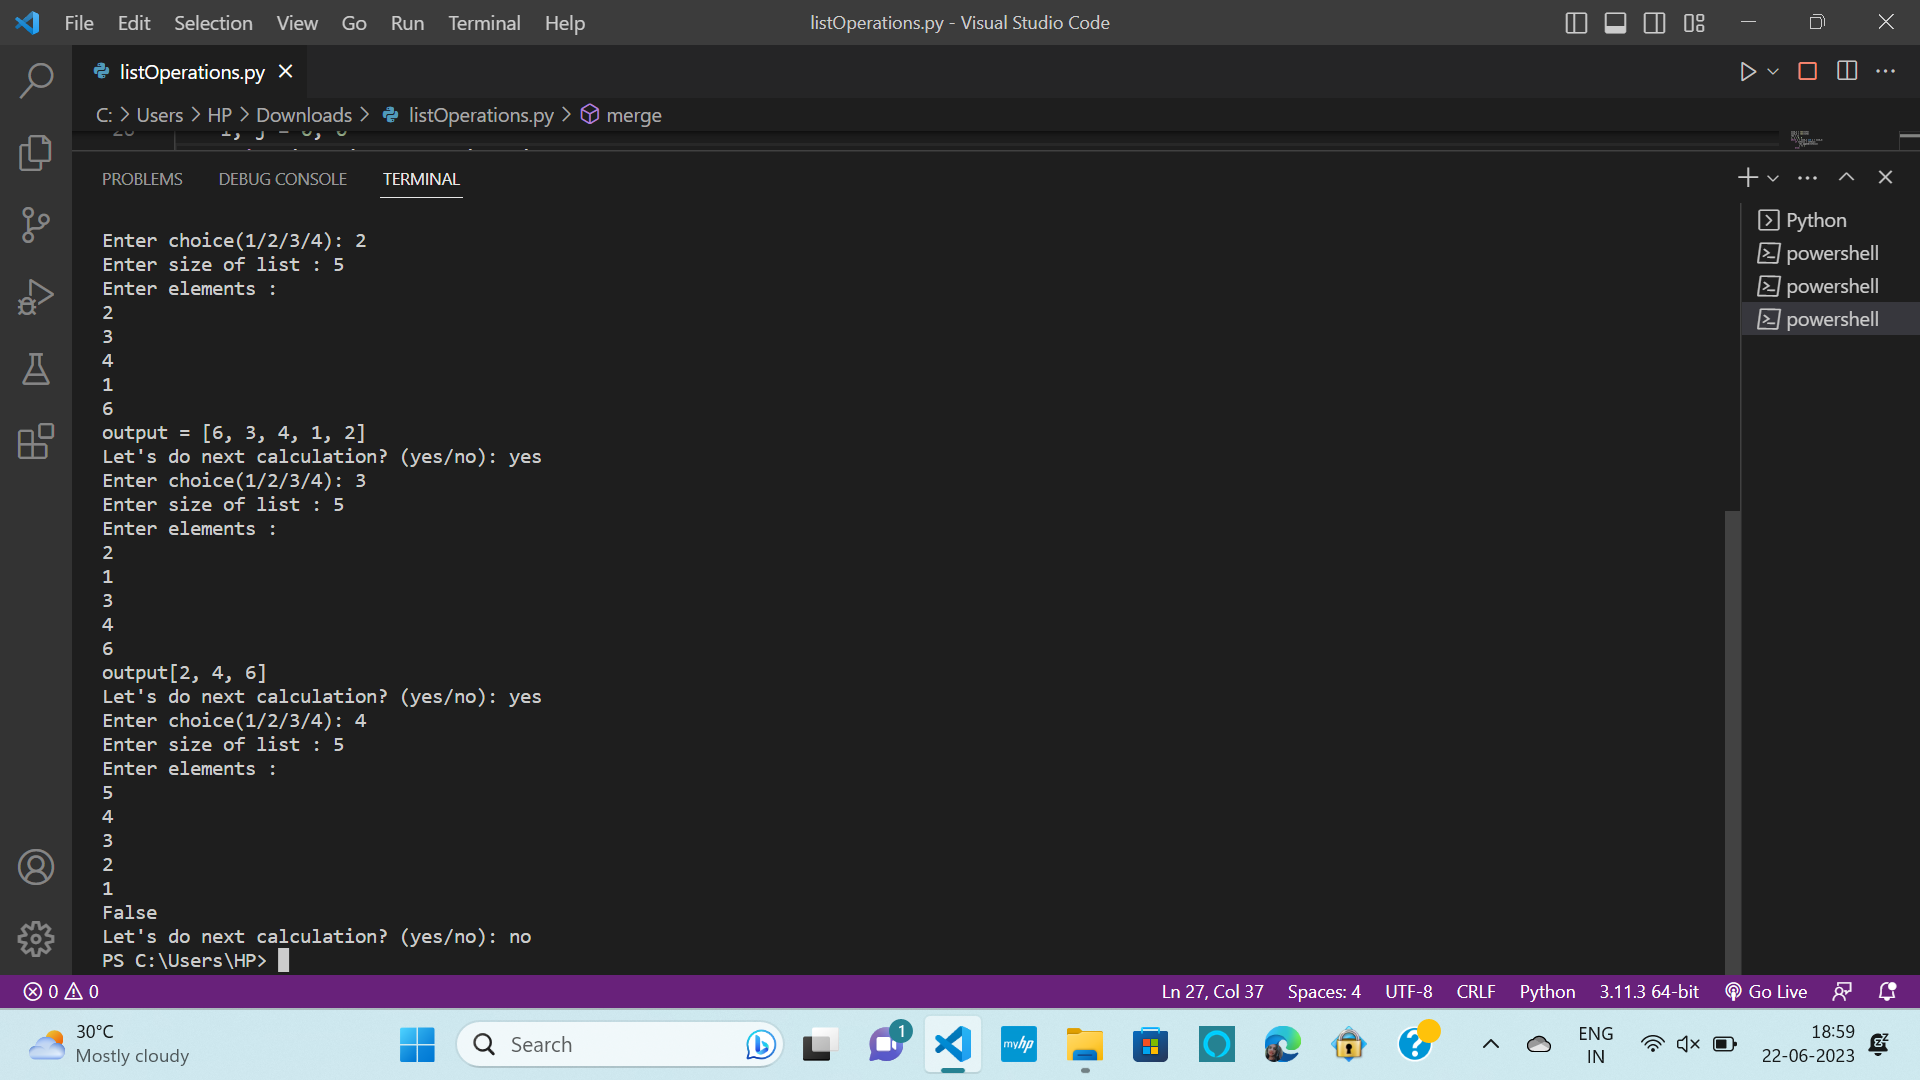 File Edit Selection View Go Run Terminal Help listOperations.py - Visual Studio Code
listOperations.py
C: > Users > HP > Downloads > listOperations.py > merge
PROBLEMS DEBUG CONSOLE TERMINAL
Python
powershell
powershell
powershell
Enter choice(1/2/3/4): 2
Enter size of list : 5
Enter elements :
2
3
4
1
6
output = [6, 3, 4, 1, 2]
Let's do next calculation? (yes/no): yes
Enter choice(1/2/3/4): 3
Enter size of list : 5
Enter elements :
2
1
3
4
6
output[2, 4, 6]
Let's do next calculation? (yes/no): yes
Enter choice(1/2/3/4): 4
Enter size of list : 5
Enter elements :
5
4
3
2
1
False
Let's do next calculation? (yes/no): no
PS C:\Users\HP>
0 0 Ln 27, Col 37 Spaces: 4 UTF-8 CRLF Python 3.11.3 64-bit Go Live
30°C
Mostly cloudy
Search
1
myhp
ENG
IN
18:59
22-06-2023